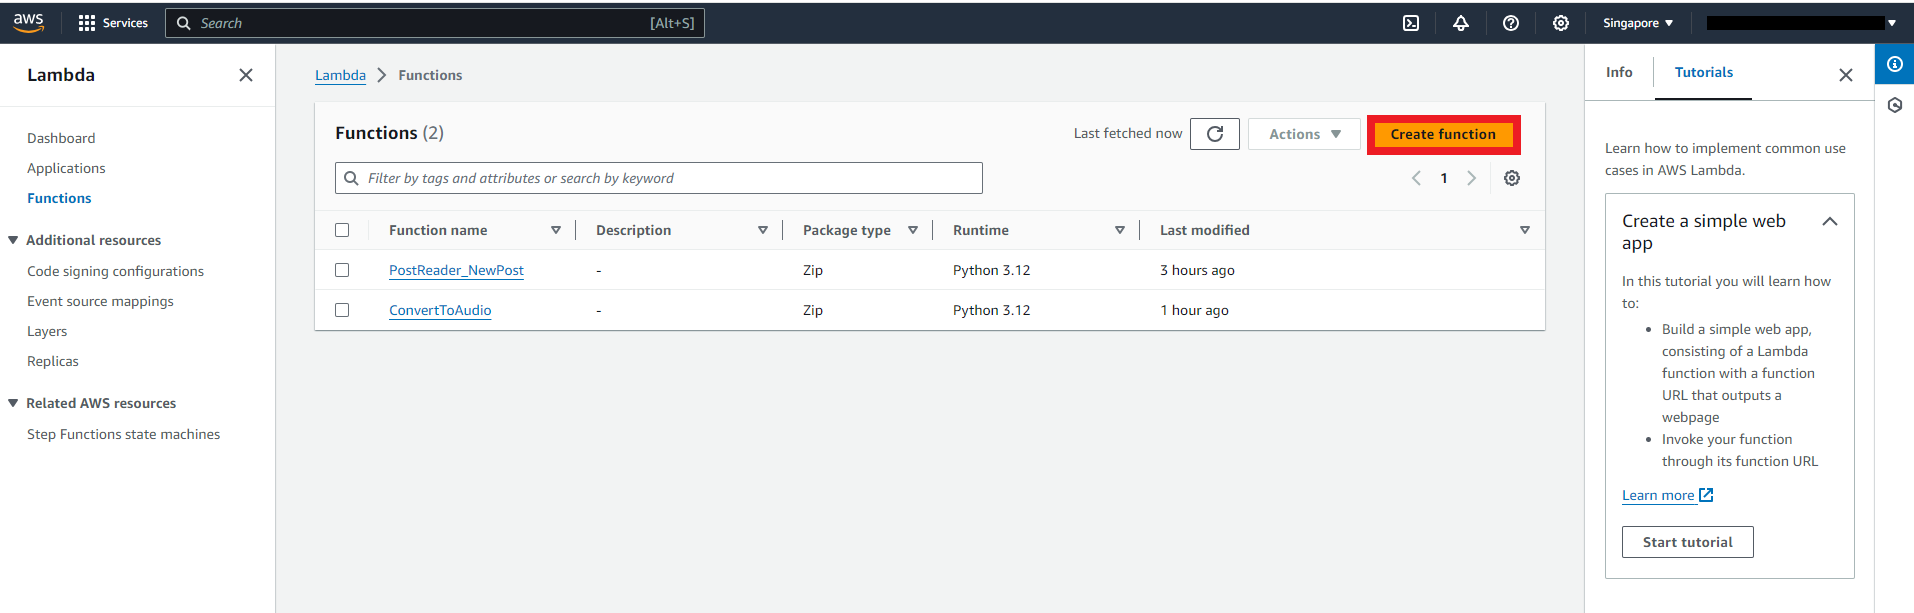 aws
Services
Search
[Alt+S]
Singapore
Lambda
Dashboard
Applications
Functions
Additional resources
Code signing configurations
Event source mappings
Layers
Replicas
Related AWS resources
Step Functions state machines
Lambda > Functions
Functions (2)
Last fetched now
Actions
Create function
Filter by tags and attributes or search by keyword
1
Function name Description Package type Runtime Last modified
PostReader_NewPost - Zip Python 3.12 3 hours ago
ConvertToAudio - Zip Python 3.12 1 hour ago
Info
Tutorials
Learn how to implement common use
cases in AWS Lambda.
Create a simple web
app
In this tutorial you will learn how
to:
• Build a simple web app,
consisting of a Lambda
function with a function
URL that outputs a
webpage
• Invoke your function
through its function URL
Learn more
Start tutorial